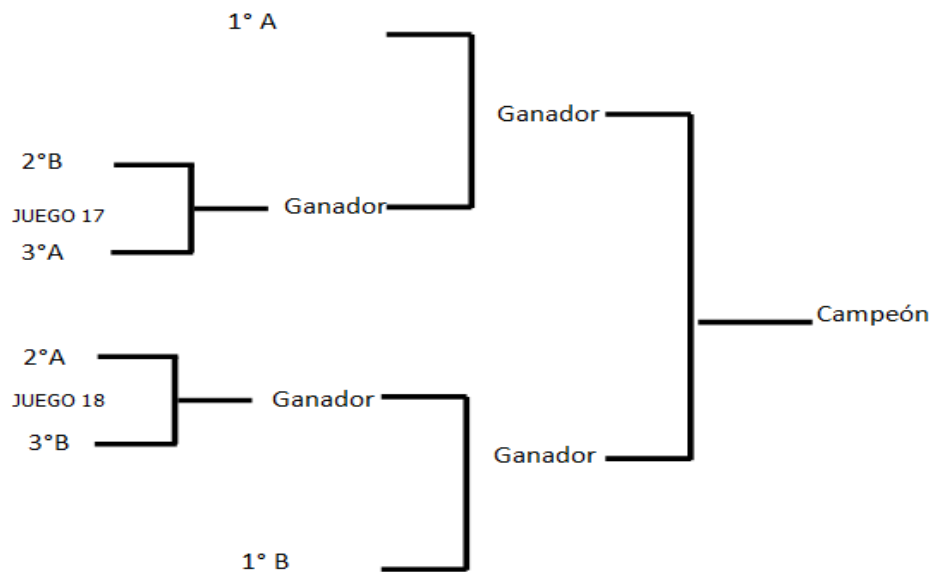 1° A
Ganador
2°B
JUEGO 17
Ganador
3°A
Campeón
2°A
JUEGO 18
Ganador
3°B
Ganador
1° B